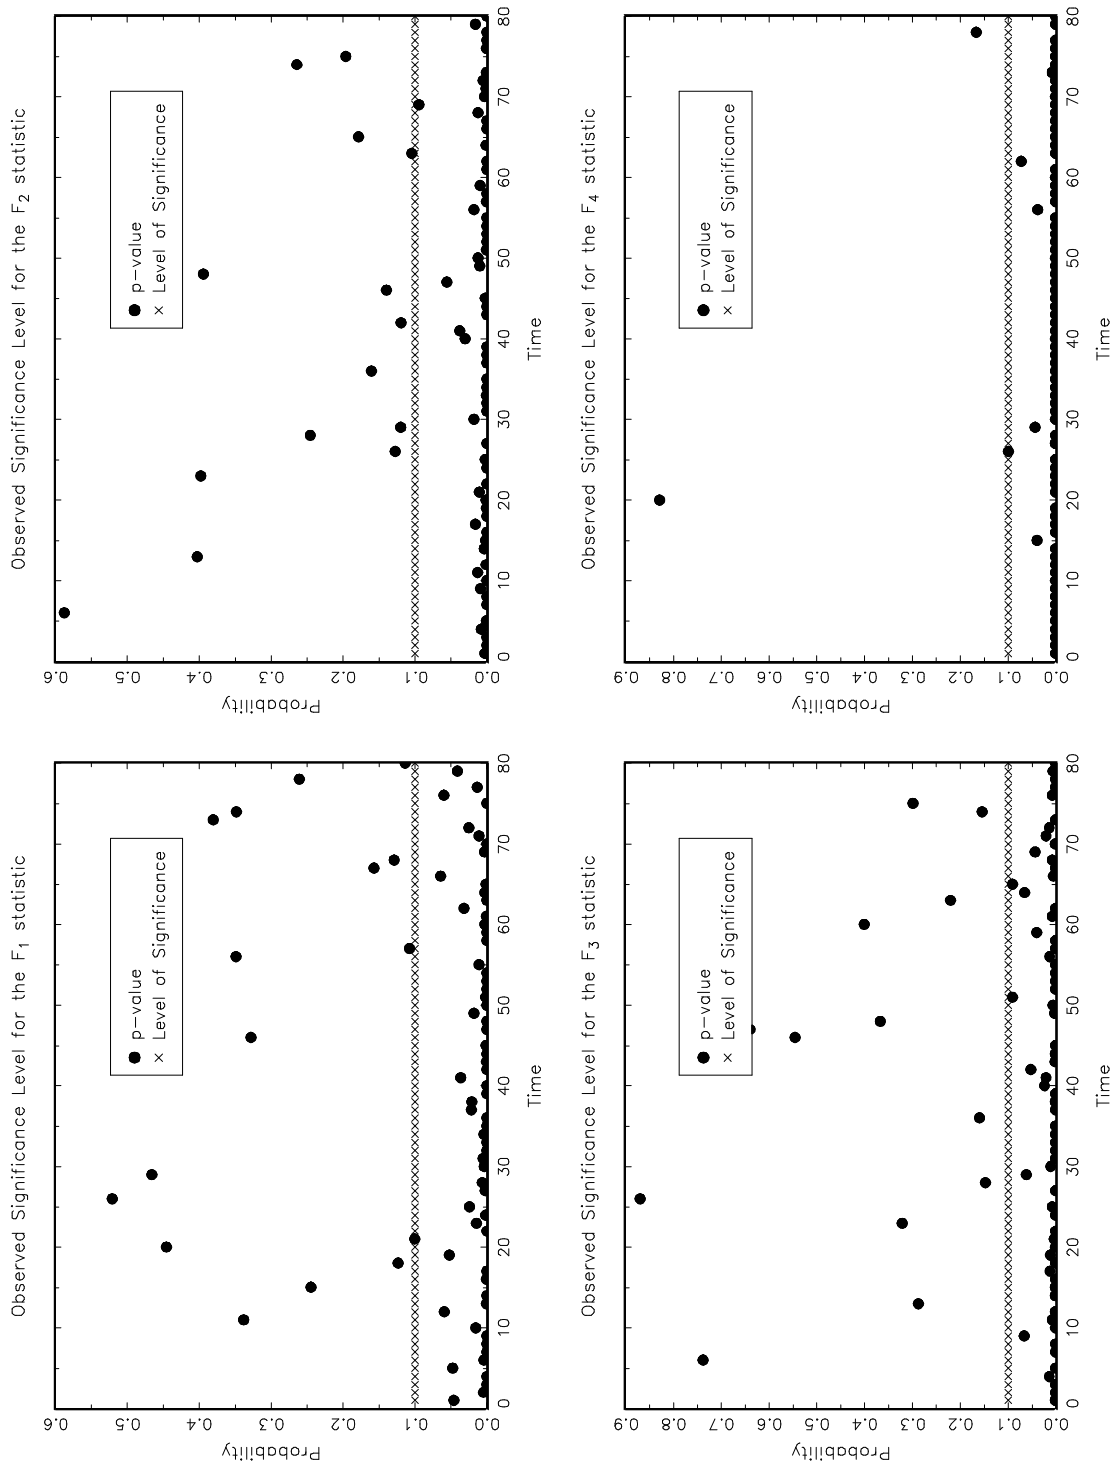 Observed Significance Level for the F1 statistic
Probability
0.0 0.1 0.2 0.3 0.4 0.5 0.6
p-value
× Level of Significance
0 10 20 30 40 50 60 70 80
Time
Observed Significance Level for the F2 statistic
Probability
0.0 0.1 0.2 0.3 0.4 0.5 0.6
p-value
× Level of Significance
0 10 20 30 40 50 60 70 80
Time
Observed Significance Level for the F3 statistic
Probability
0.0 0.1 0.2 0.3 0.4 0.5 0.6 0.7 0.8 0.9
p-value
× Level of Significance
0 10 20 30 40 50 60 70 80
Time
Observed Significance Level for the F4 statistic
Probability
0.0 0.1 0.2 0.3 0.4 0.5 0.6 0.7 0.8 0.9
p-value
× Level of Significance
0 10 20 30 40 50 60 70 80
Time